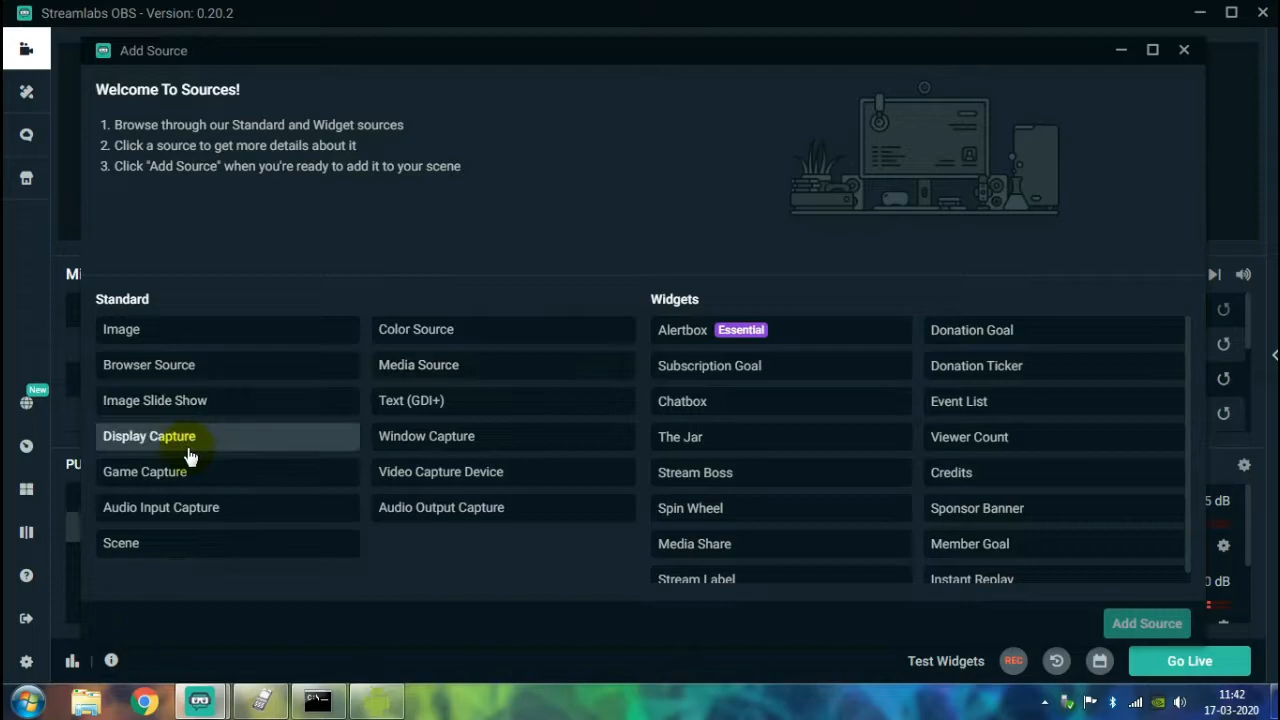 Streamlabs OBS - Version: 0.20.2
Add Source
Welcome To Sources!
1. Browse through our Standard and Widget sources
2. Click a source to get more details about it
3. Click "Add Source" when you're ready to add it to your scene
Mi
Standard
Widgets
Image
Color Source
Alertbox Essential
Donation Goal
Browser Source
Media Source
Subscription Goal
Donation Ticker
New
Image Slide Show
Text (GDI+)
Chatbox
Event List
Display Capture
Window Capture
The Jar
Viewer Count
PU
Game Capture
Video Capture Device
Stream Boss
Credits
5 dB
Audio Input Capture
Audio Output Capture
Spin Wheel
Sponsor Banner
Scene
Media Share
Member Goal
Stream Label
Instant Replay
0 dB
Add Source
Test Widgets
REC
Go Live
11:42
17-03-2020